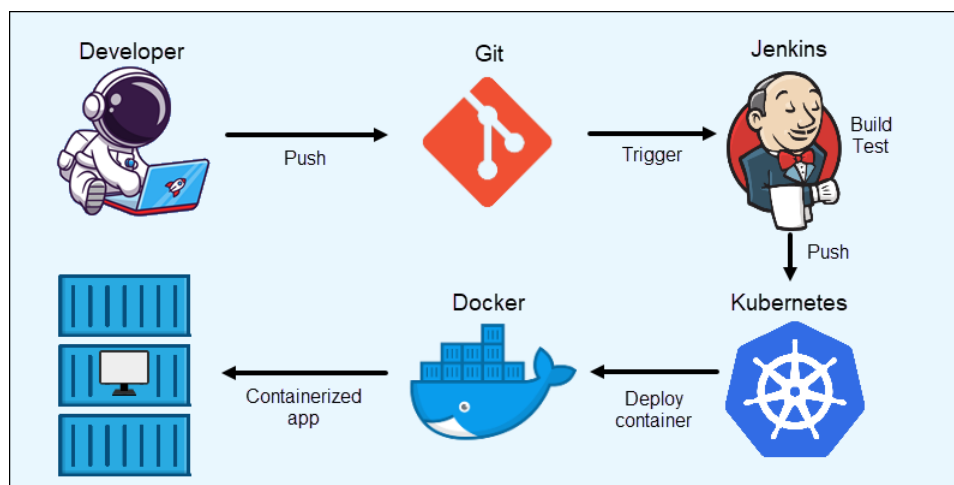 Developer
Git
Jenkins
Push
Trigger
Build
Test
Push
Docker
Kubernetes
Containerized
app
Deploy
container